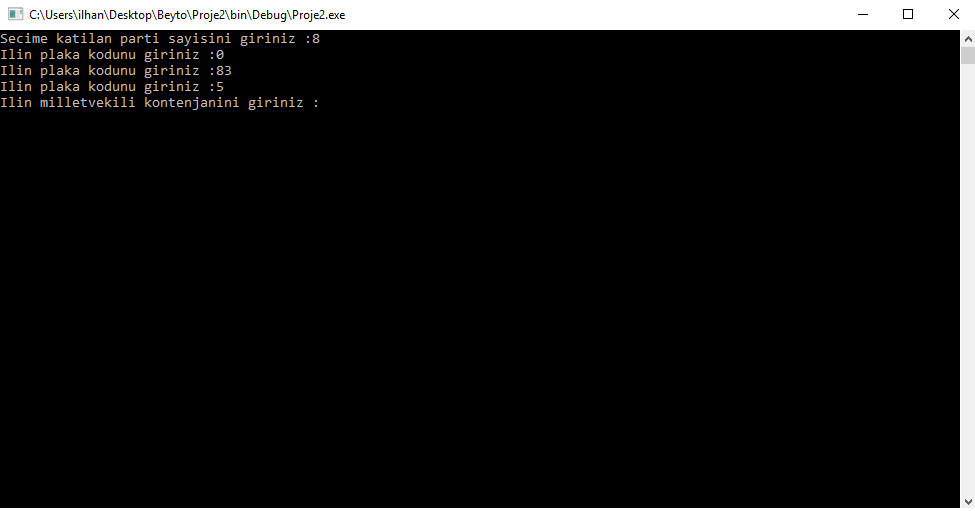 C:\Users\ilhan\Desktop\Beyto\Proje2\bin\Debug\Proje2.exe
Secime katilan parti sayisini giriniz :8
Ilin plaka kodunu giriniz :0
Ilin plaka kodunu giriniz :83
Ilin plaka kodunu giriniz :5
Ilin milletvekili kontenjanini giriniz :